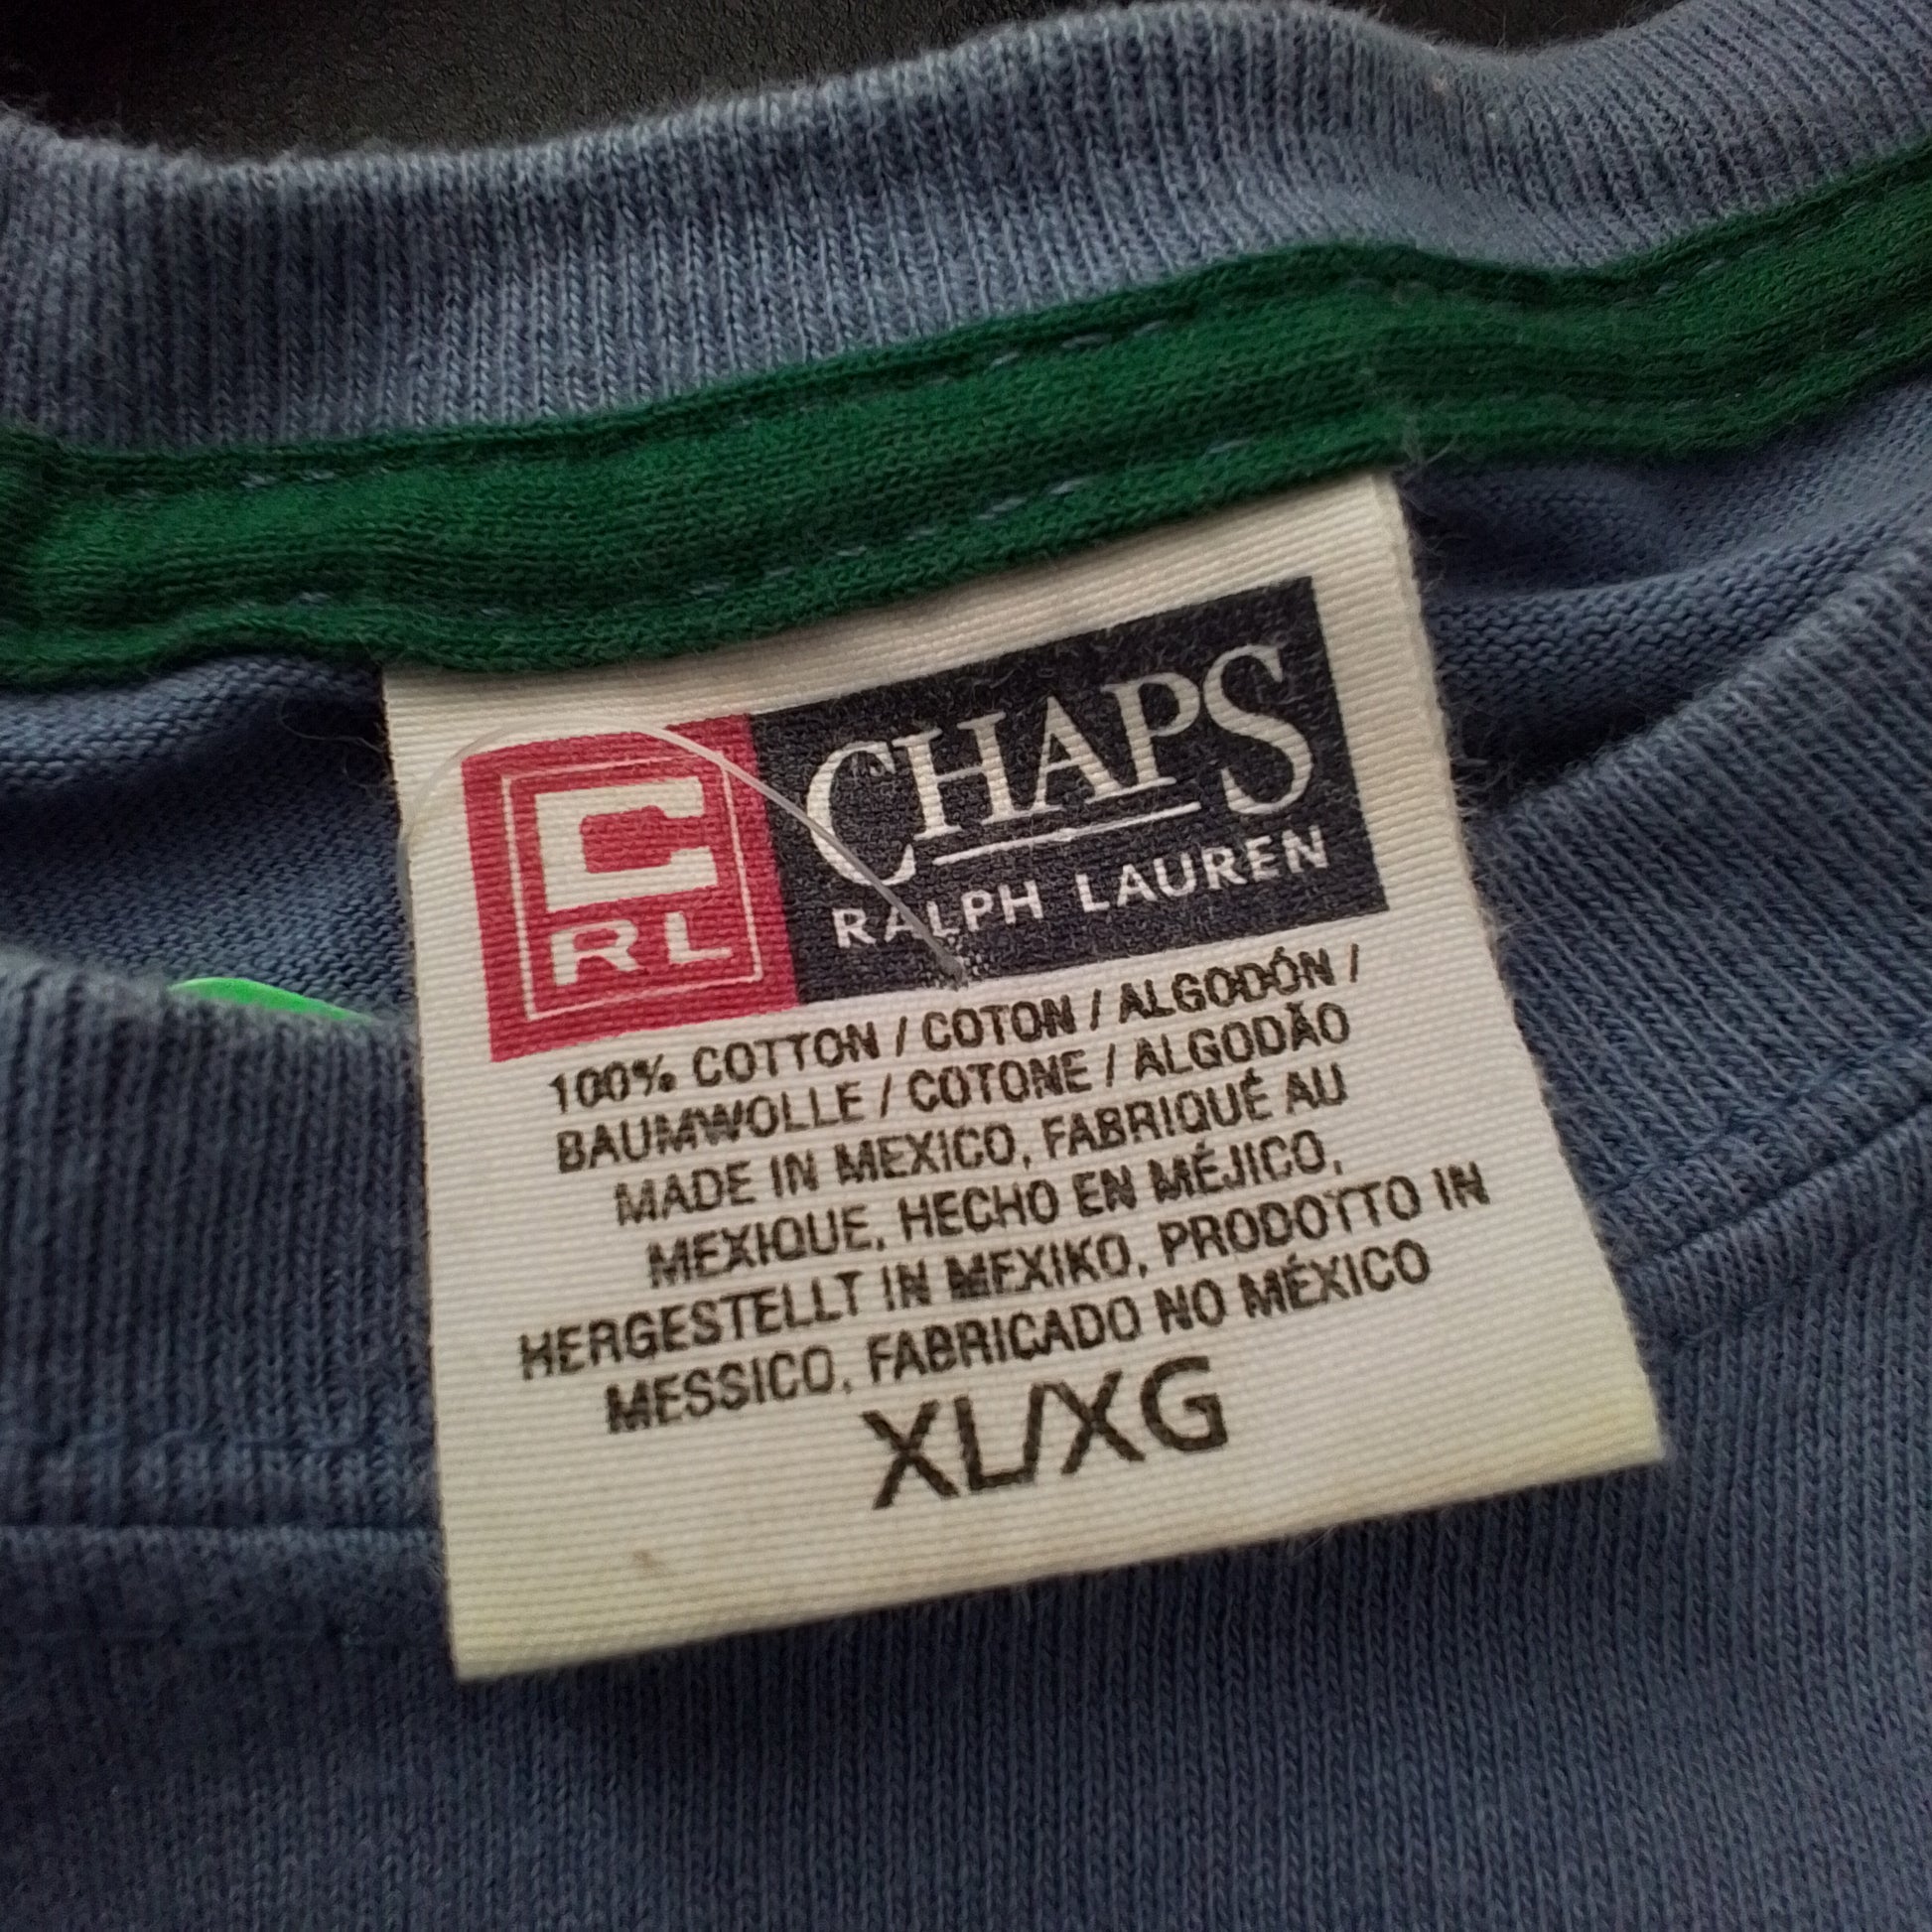 C
RL
CHAPS
RALPH LAUREN
100% COTTON / COTON / ALGODÓN /
BAUMWOLLE / COTONE / ALGODÃO
MADE IN MEXICO, FABRIQUÉ AU
MEXIQUE, HECHO EN MÉJICO,
HERGESTELLT IN MEXIKO, PRODOTTO IN
MESSICO, FABRICADO NO MÉXICO
XL/XG